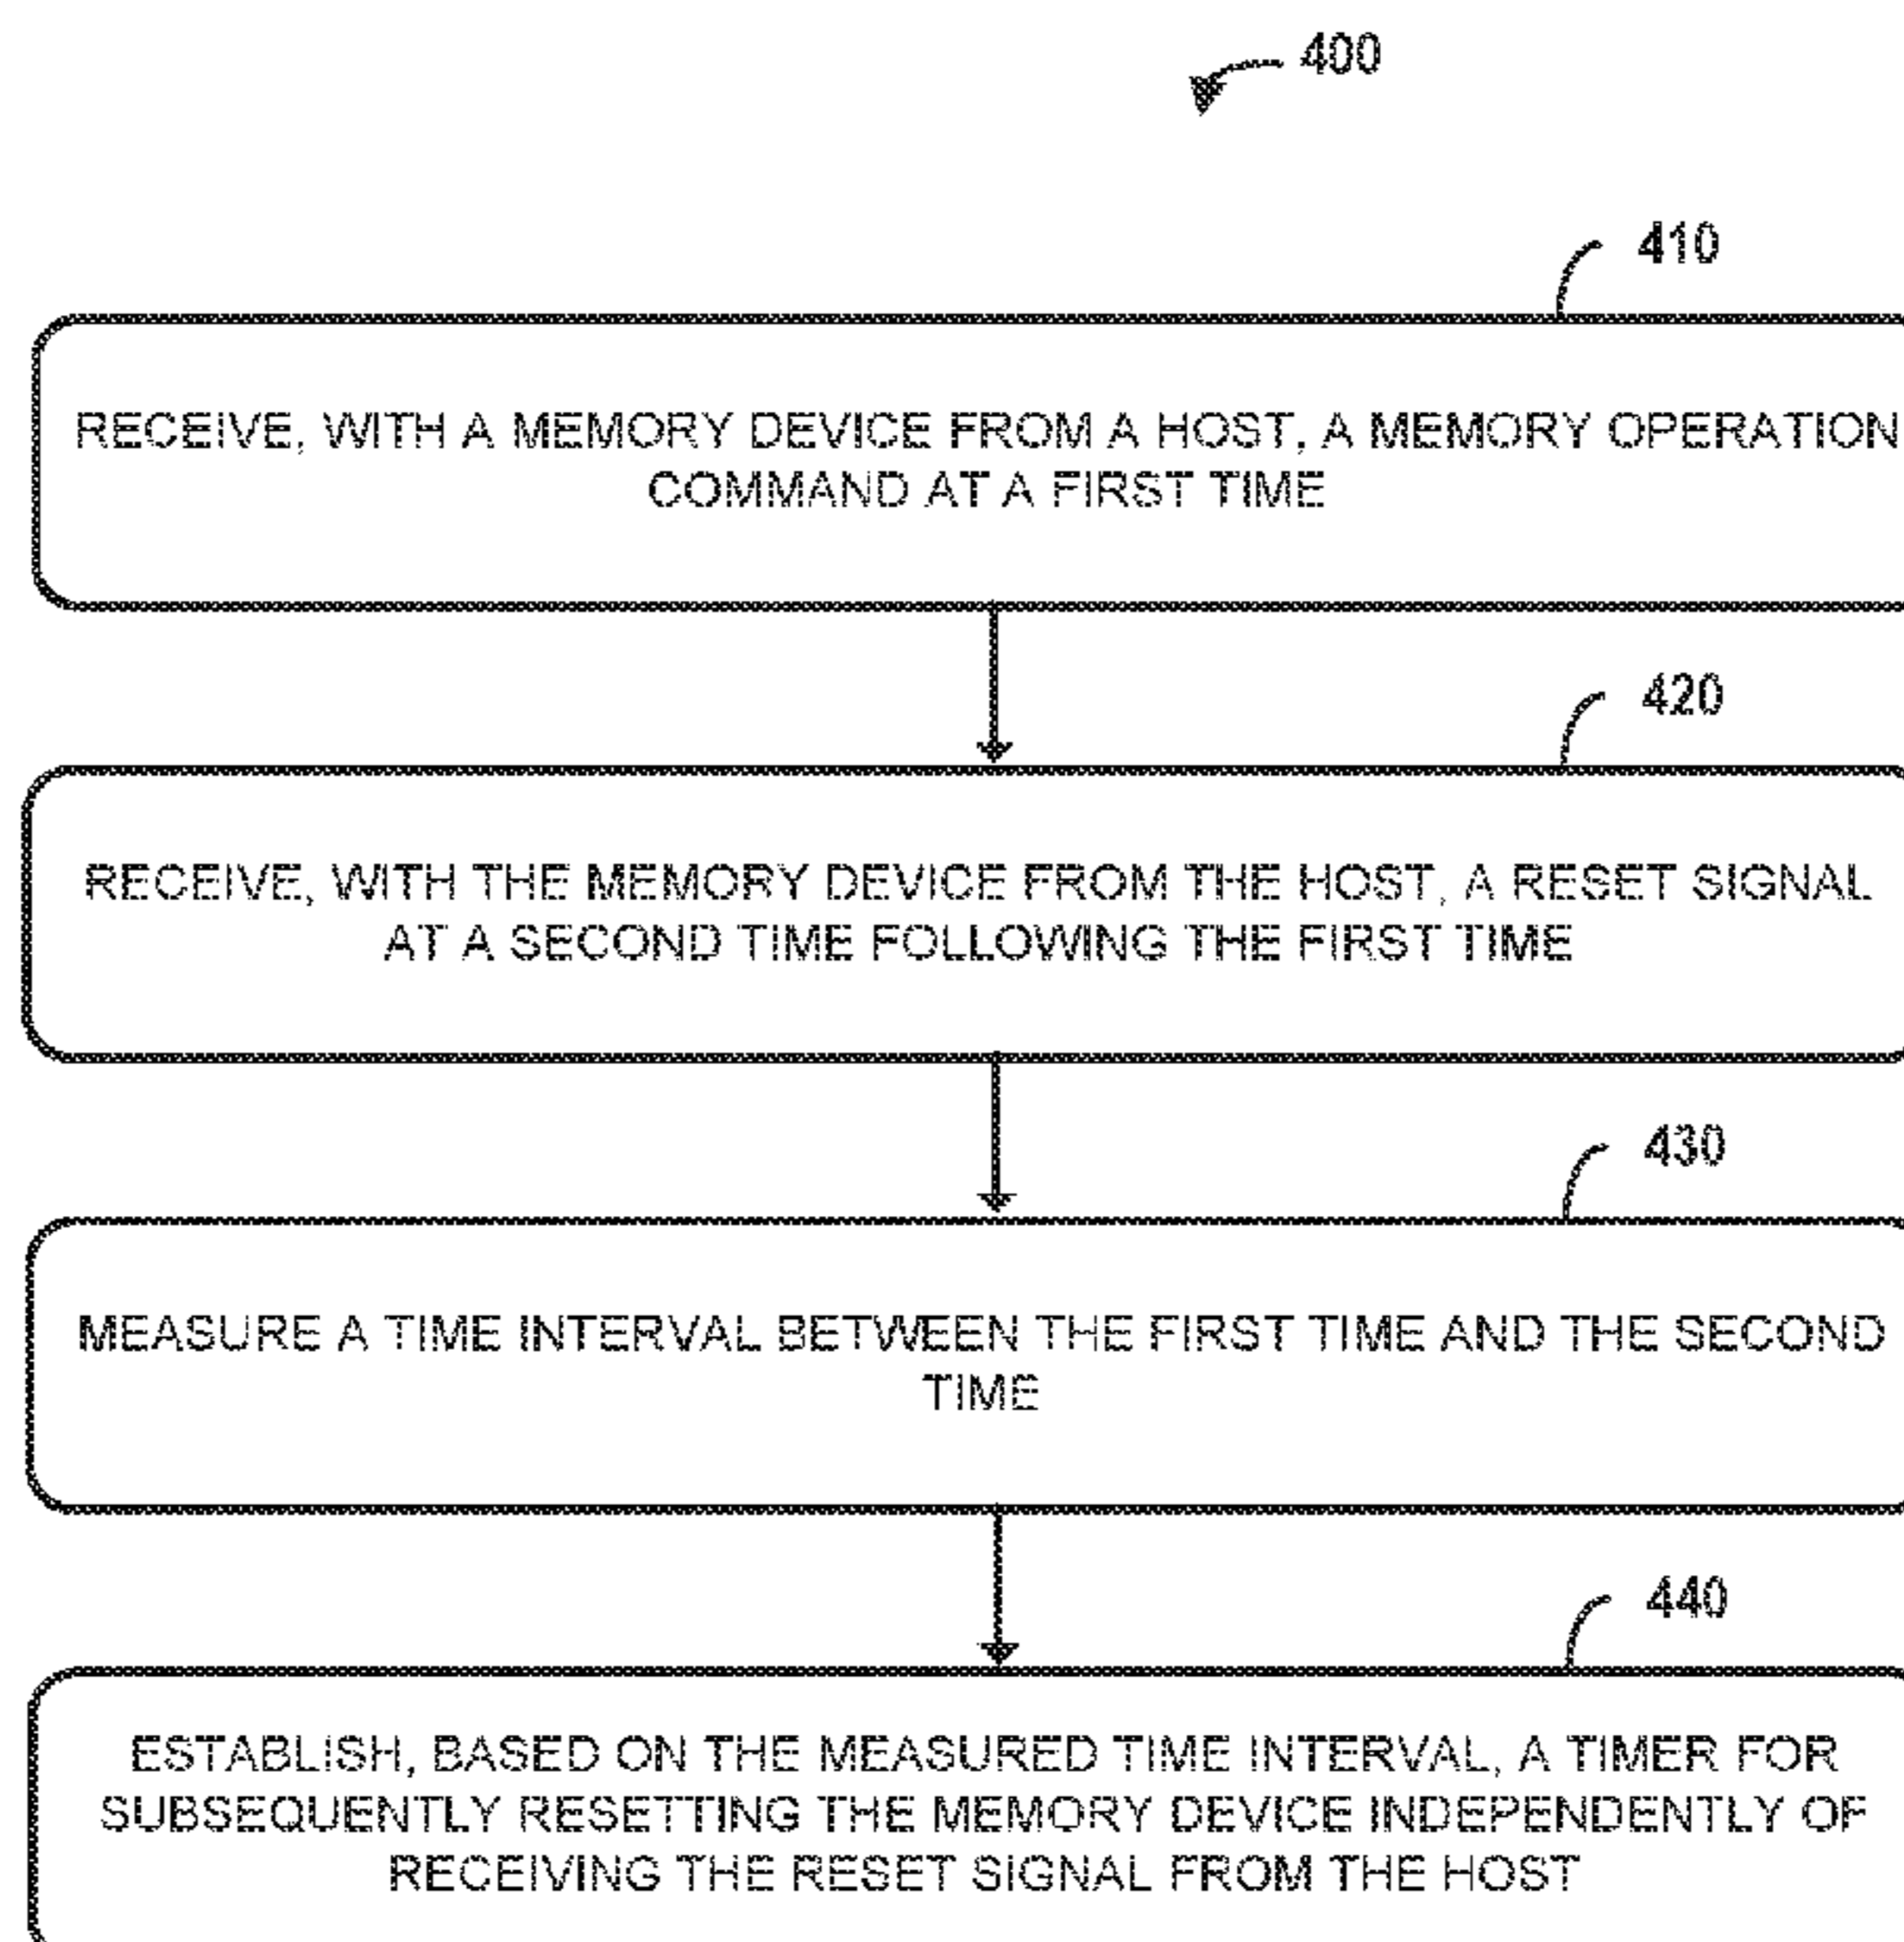 400
410
RECEIVE, WITH A MEMORY DEVICE FROM A HOST, A MEMORY OPERATION
COMMAND AT A FIRST TIME
420
RECEIVE, WITH THE MEMORY DEVICE FROM THE HOST, A RESET SIGNAL
AT A SECOND TIME FOLLOWING THE FIRST TIME
430
MEASURE A TIME INTERVAL BETWEEN THE FIRST TIME AND THE SECOND
TIME
440
ESTABLISH, BASED ON THE MEASURED TIME INTERVAL, A TIMER FOR
SUBSEQUENTLY RESETTING THE MEMORY DEVICE INDEPENDENTLY OF
RECEIVING THE RESET SIGNAL FROM THE HOST